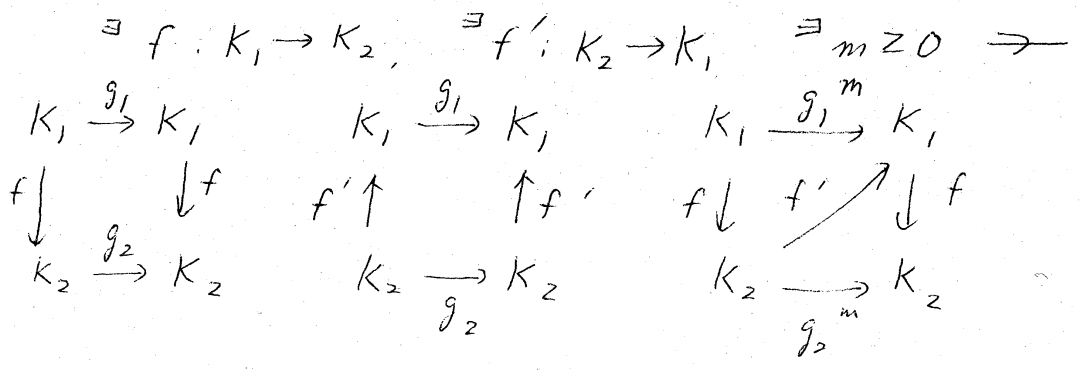 ∃ f : K₁ → K₂, ∃ f' : K₂ → K₁ ∃ m ≥ 0 →
g₁ g₁ g₁ᵐ
K₁ → K₁ K₁ → K₁ K₁ → K₁
f ↓ ↓ f f' ↑ ↑ f' f ↓ f' ↗ ↓ f
g₂
K₂ → K₂ K₂ → K₂ K₂ → K₂
g₂ g₂ᵐ